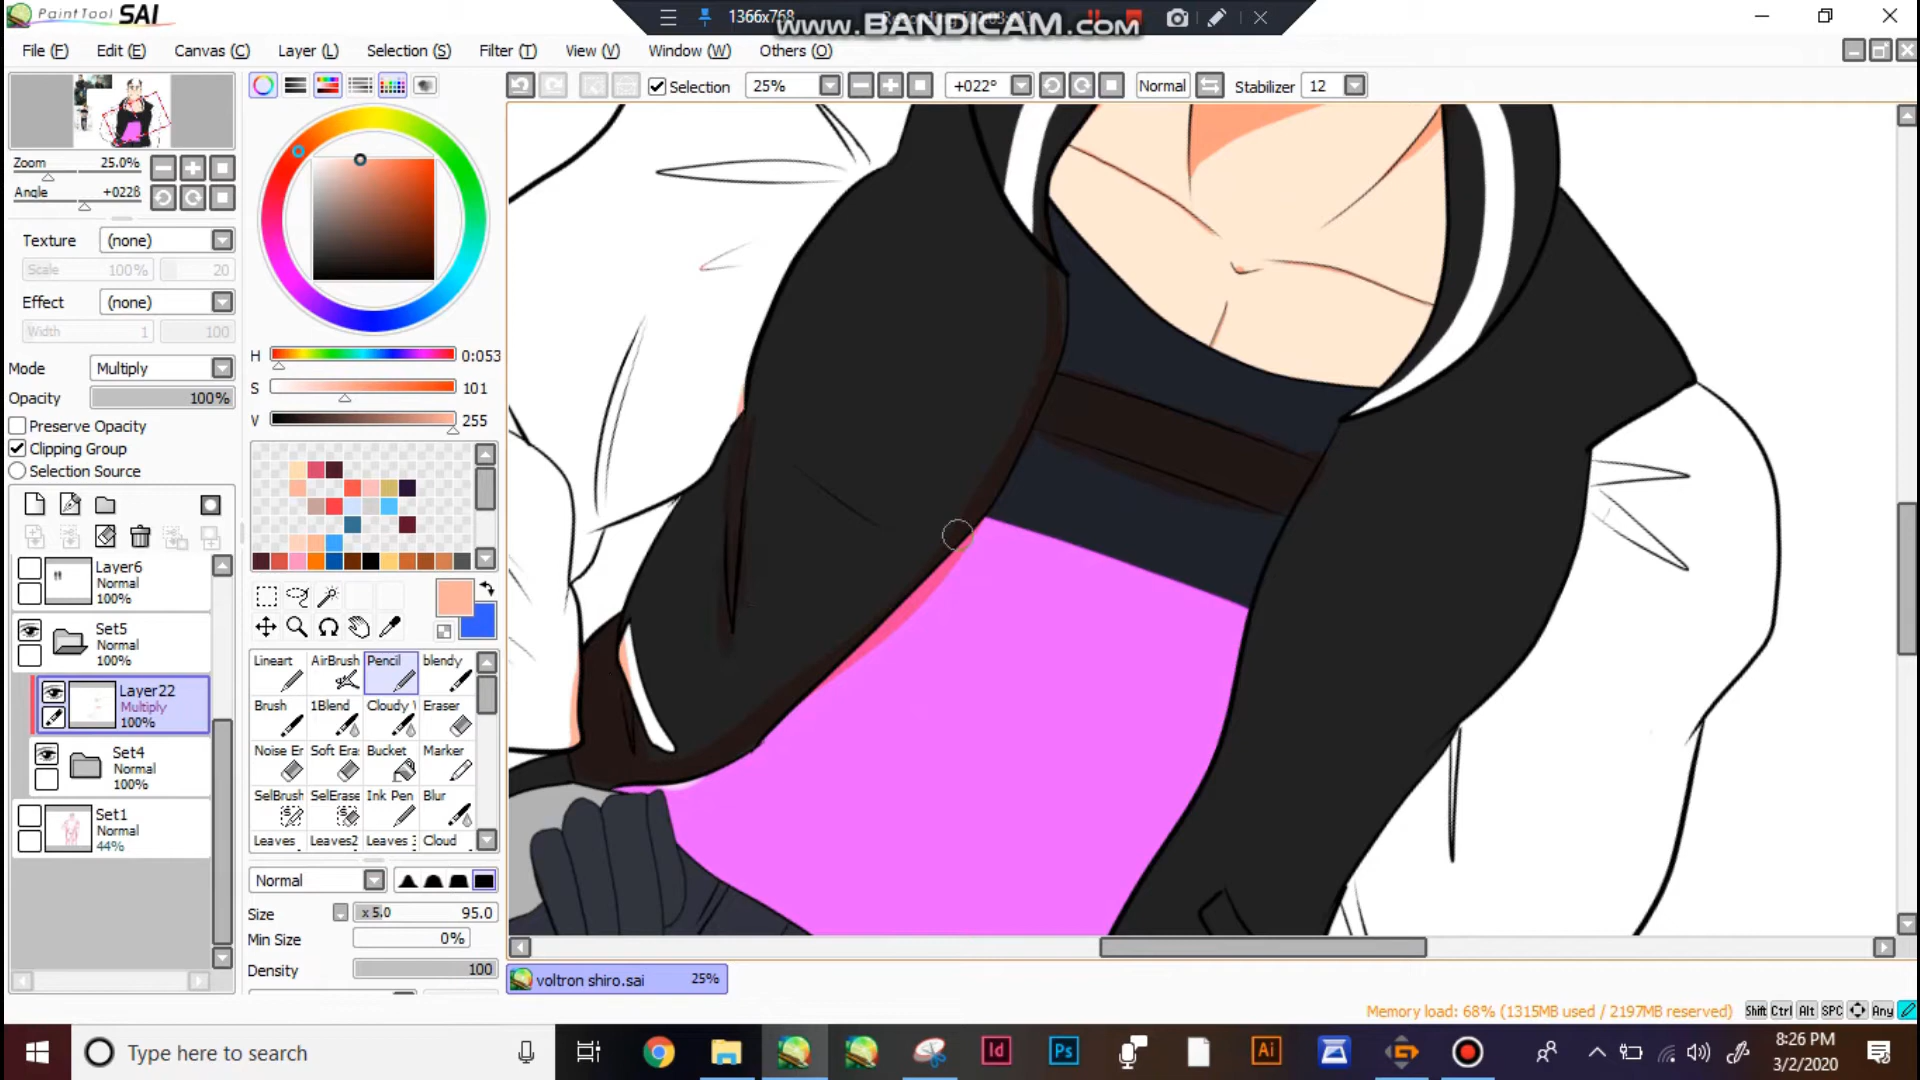 PaintTool SAI
1366x768
www.BANDICAM.com
File (F) Edit (E) Canvas (C) Layer (L) Selection (S) Filter (T) View (V) Window (W) Others (O)
Selection 25% +022° Normal Stabilizer 12
Zoom 25.0%
Angle +022ß
Texture (none)
Scale 100% 20
Effect (none)
Width 1 100
Mode Multiply
Opacity 100%
Preserve Opacity
Clipping Group
Selection Source
H 0:053
S 101
V 255
Layer6
Normal
100%
Set5
Normal
100%
Layer22
Multiply
100%
Set4
Normal
100%
Set1
Normal
44%
Lineart AirBrush Pencil blendy
Brush 1Blend Cloudy Eraser
Noise Er Soft Era: Bucket Marker
SelBrush SelErase Ink Pen Blur
Leaves Leaves2 Leaves Cloud
Normal
Size x 5.0 95.0
Min Size 0%
Density 100
voltron shiro.sai 25%
Memory load: 68% (1315MB used / 2197MB reserved)
Shift Ctrl Alt SPC Any
Type here to search
Id Ps Ai
8:26 PM
3/2/2020